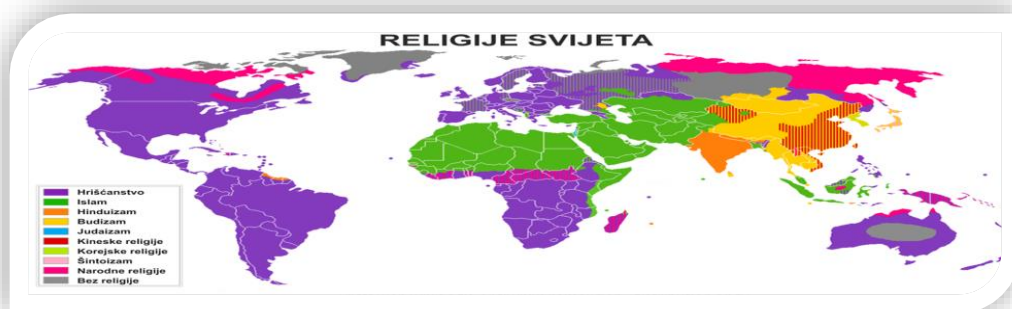 RELIGIJE SVIJETA
Hrišćanstvo
Islam
Hinduizam
Budizam
Judaizam
Kineske religije
Korejske religije
Šintoizam
Narodne religije
Bez religije